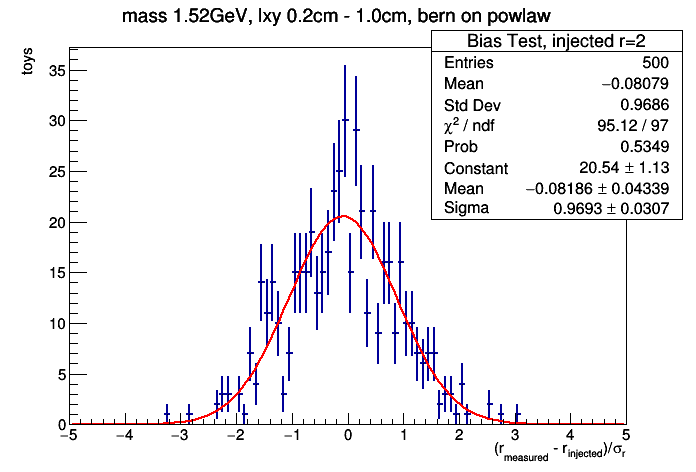 mass 1.52GeV, lxy 0.2cm - 1.0cm, bern on powlaw
Bias Test, injected r=2
Entries 500
Mean −0.08079
Std Dev 0.9686
χ² / ndf 95.12 / 97
Prob 0.5349
Constant 20.54 ± 1.13
Mean −0.08186 ± 0.04339
Sigma 0.9693 ± 0.0307
toys
35
30
25
20
15
10
5
0
−5 −4 −3 −2 −1 0 1 2 3 4 5
(r_measured - r_injected)/σ_r